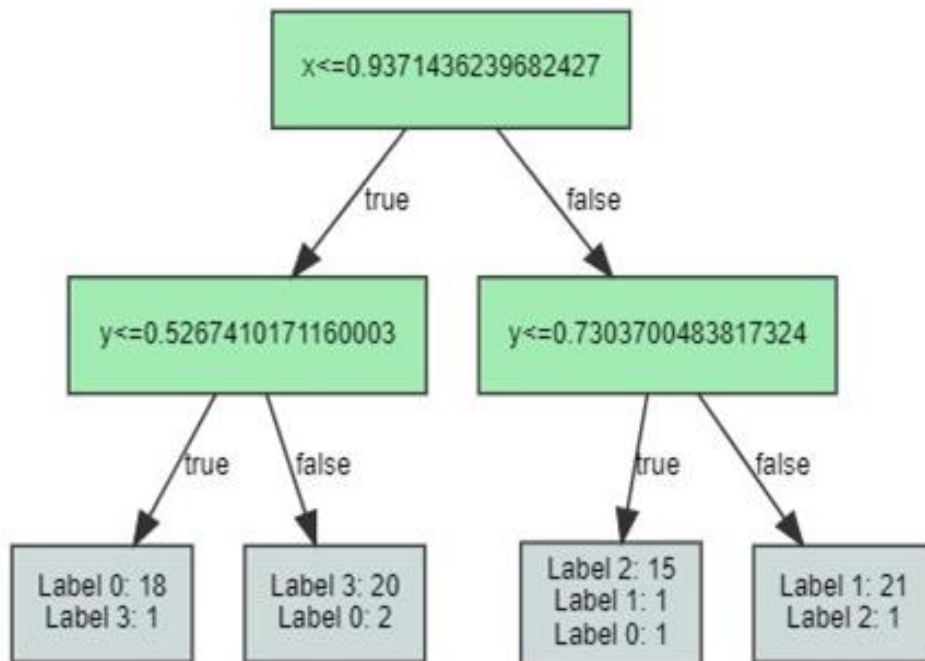 x<=0.9371436239682427
true
false
y<=0.5267410171160003
y<=0.7303700483817324
true
false
true
false
Label 0: 18
Label 3: 1
Label 3: 20
Label 0: 2
Label 2: 15
Label 1: 1
Label 0: 1
Label 1: 21
Label 2: 1